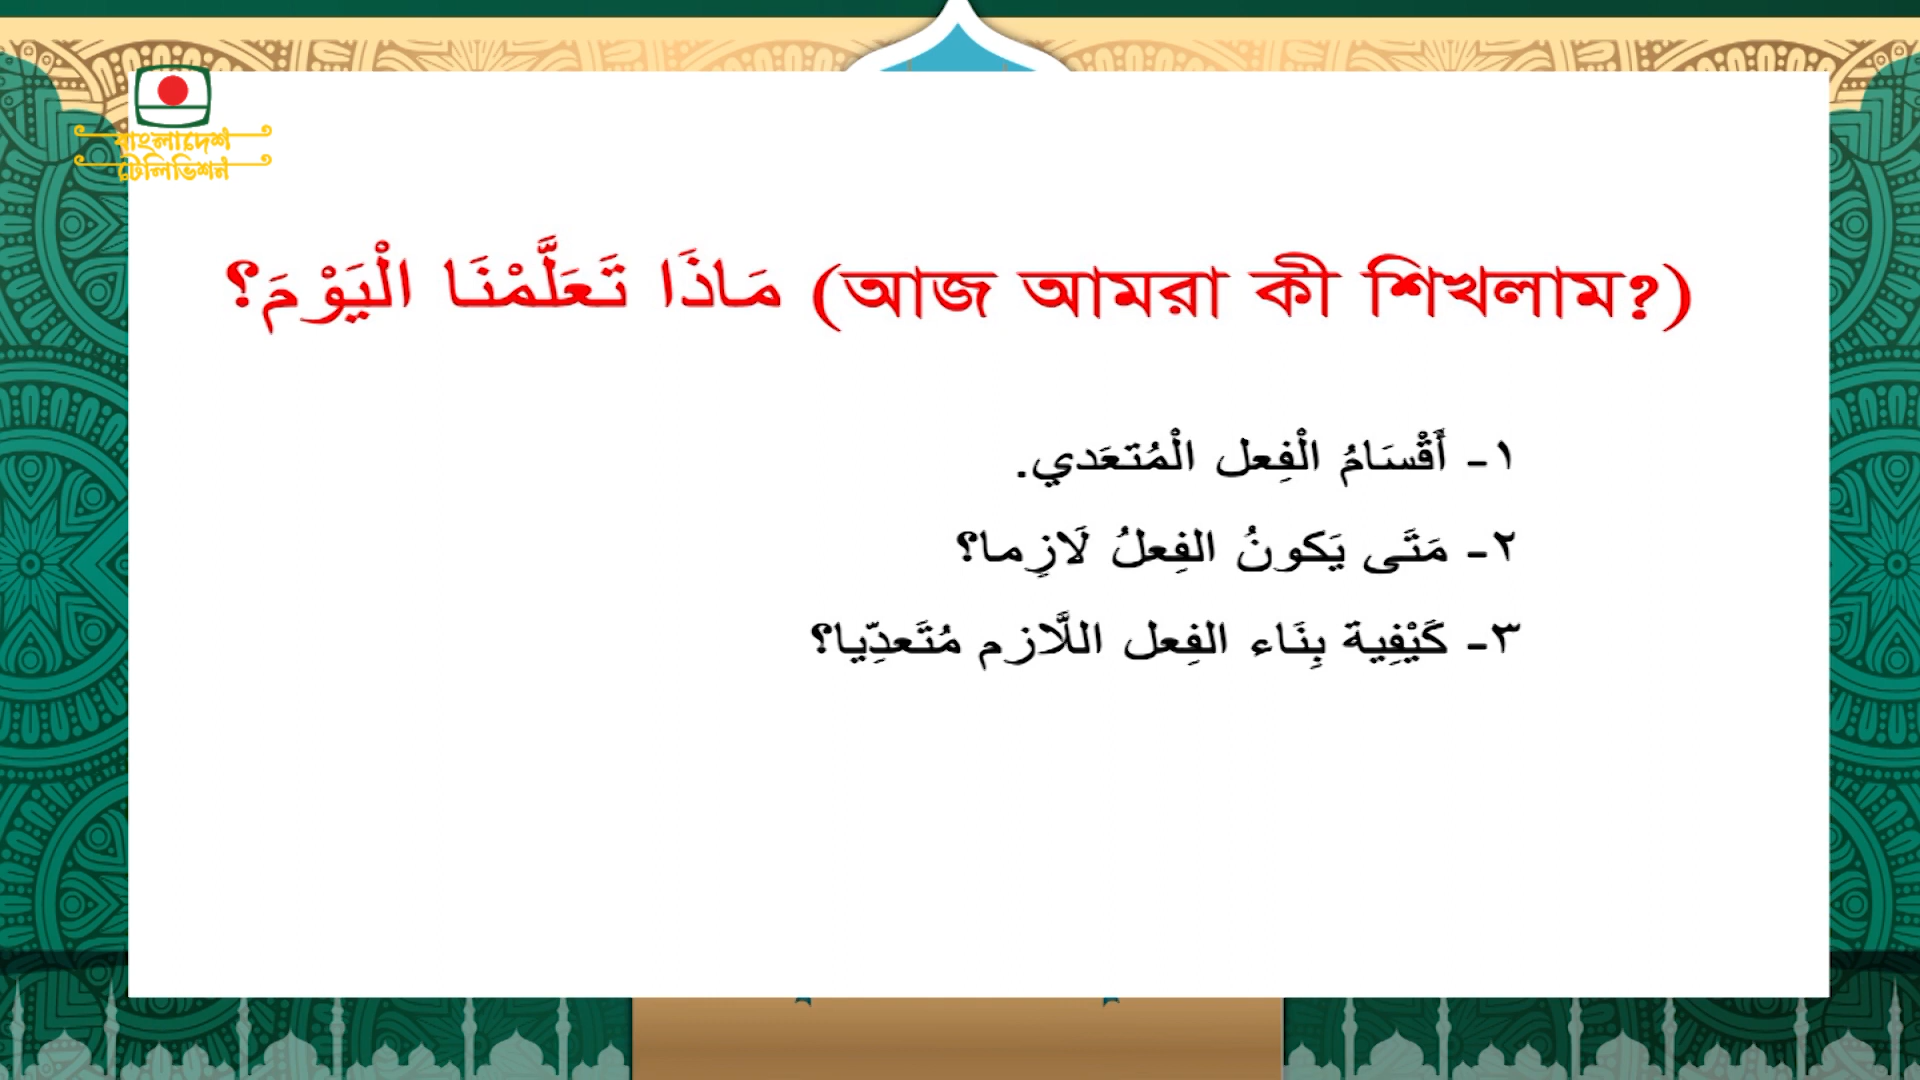 বাংলাদেশ
টেলিভিশন
مَاذَا تَعَلَّمْنَا الْيَوْمَ؟ (আজ আমরা কী শিখলাম?)
١- أَقْسَامُ الْفِعل الْمُتعَدي.
٢- مَتَى يَكونُ الفِعلُ لَازِما؟
٣- كَيْفِية بِنَاء الفِعل اللَّازم مُتَعدِّيا؟